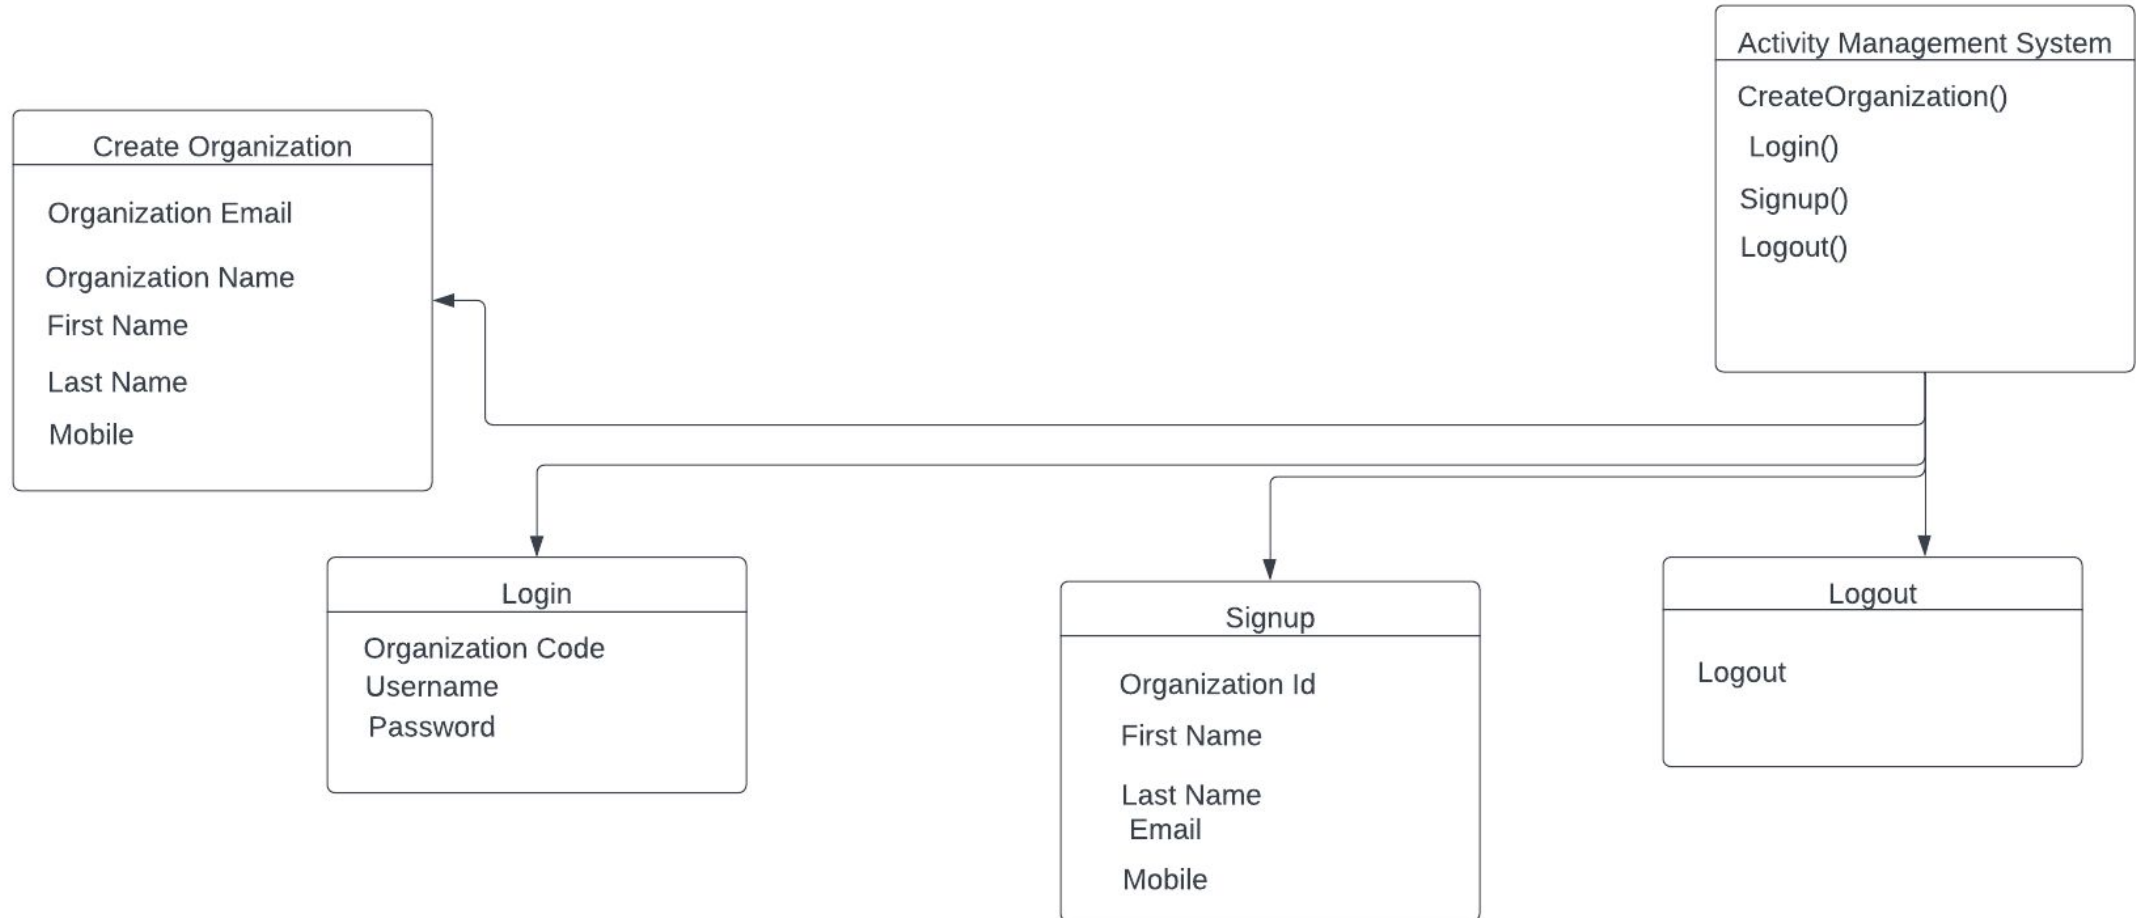 Activity Management System
CreateOrganization()
Login()
Signup()
Logout()
Create Organization
Organization Email
Organization Name
First Name
Last Name
Mobile
Login
Organization Code
Username
Password
Signup
Organization Id
First Name
Last Name
Email
Mobile
Logout
Logout